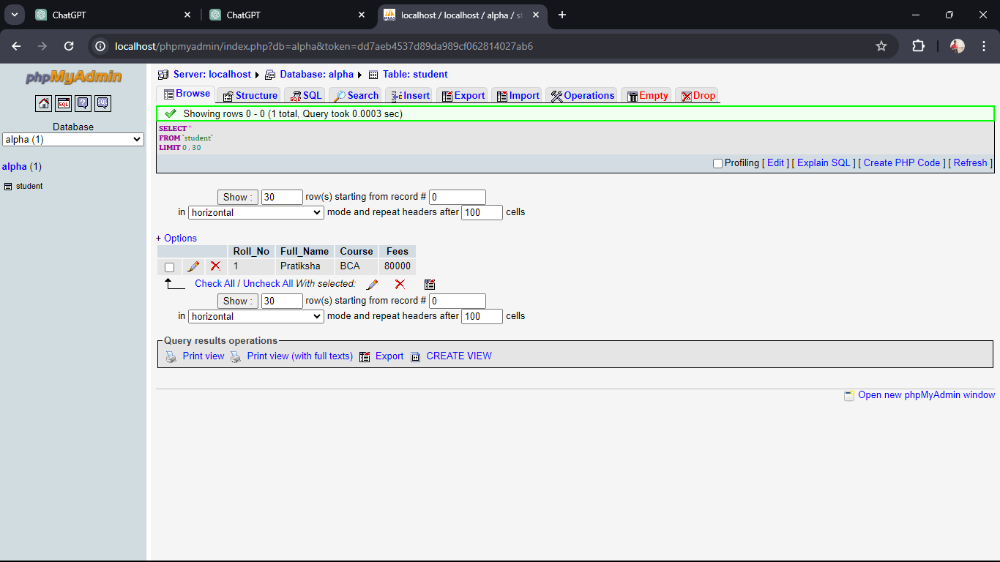 ChatGPT
ChatGPT
localhost / localhost / alpha / st
localhost/phpmyadmin/index.php?db=alpha&token=dd7aeb4537d89da989cf062814027ab6
phpMyAdmin
SQL
Database
alpha (1)
alpha (1)
student
Server: localhost Database: alpha Table: student
Browse Structure SQL Search Insert Export Import Operations Empty Drop
Showing rows 0 - 0 (1 total, Query took 0.0003 sec)
SELECT *
FROM `student`
LIMIT 0 , 30
Profiling [ Edit ] [ Explain SQL ] [ Create PHP Code ] [ Refresh ]
Show : 30 row(s) starting from record # 0
in horizontal mode and repeat headers after 100 cells
+ Options
Roll_No Full_Name Course Fees
1 Pratiksha BCA 80000
Check All / Uncheck All With selected:
Show : 30 row(s) starting from record # 0
in horizontal mode and repeat headers after 100 cells
Query results operations
Print view Print view (with full texts) Export CREATE VIEW
Open new phpMyAdmin window